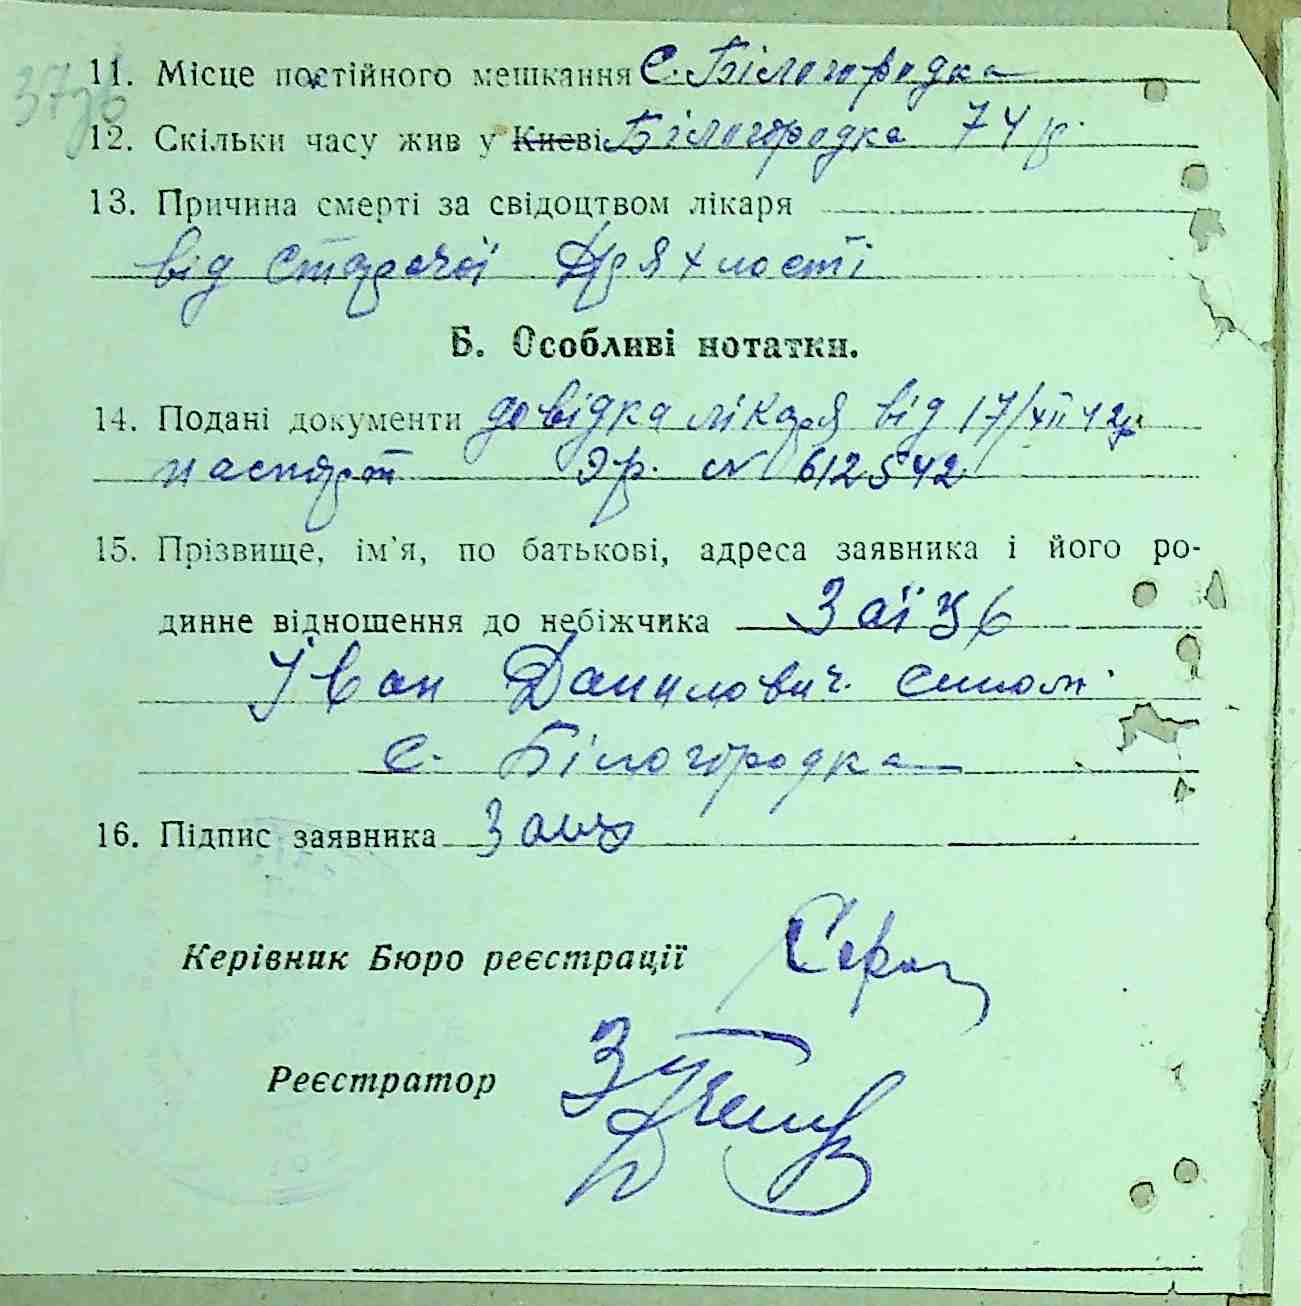 37зв
11. Місце постійного мешкання С. Білогородка
12. Скільки часу жив у Києві Білогородка 74 р.
13. Причина смерті за свідоцтвом лікаря
від старечої дряхлості
Б. Особливі нотатки.
14. Подані документи довідка лікаря від 17/XII 42р
паспорт № 612542
15. Прізвище, ім'я, по батькові, адреса заявника і його ро-
динне відношення до небіжчика Заїць
Іван Данилович. син
с. Білогородка
16. Підпис заявника Заиць
Керівник Бюро реєстрації
Реєстратор